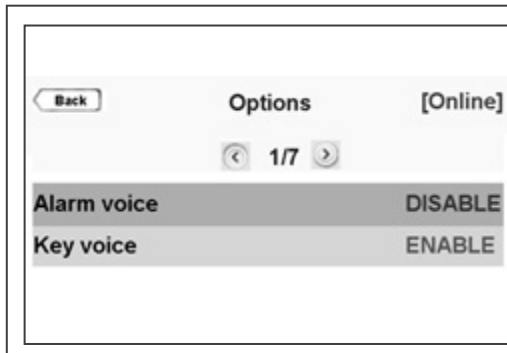 Back Options [Online]
1/7
Alarm voice DISABLE
Key voice ENABLE